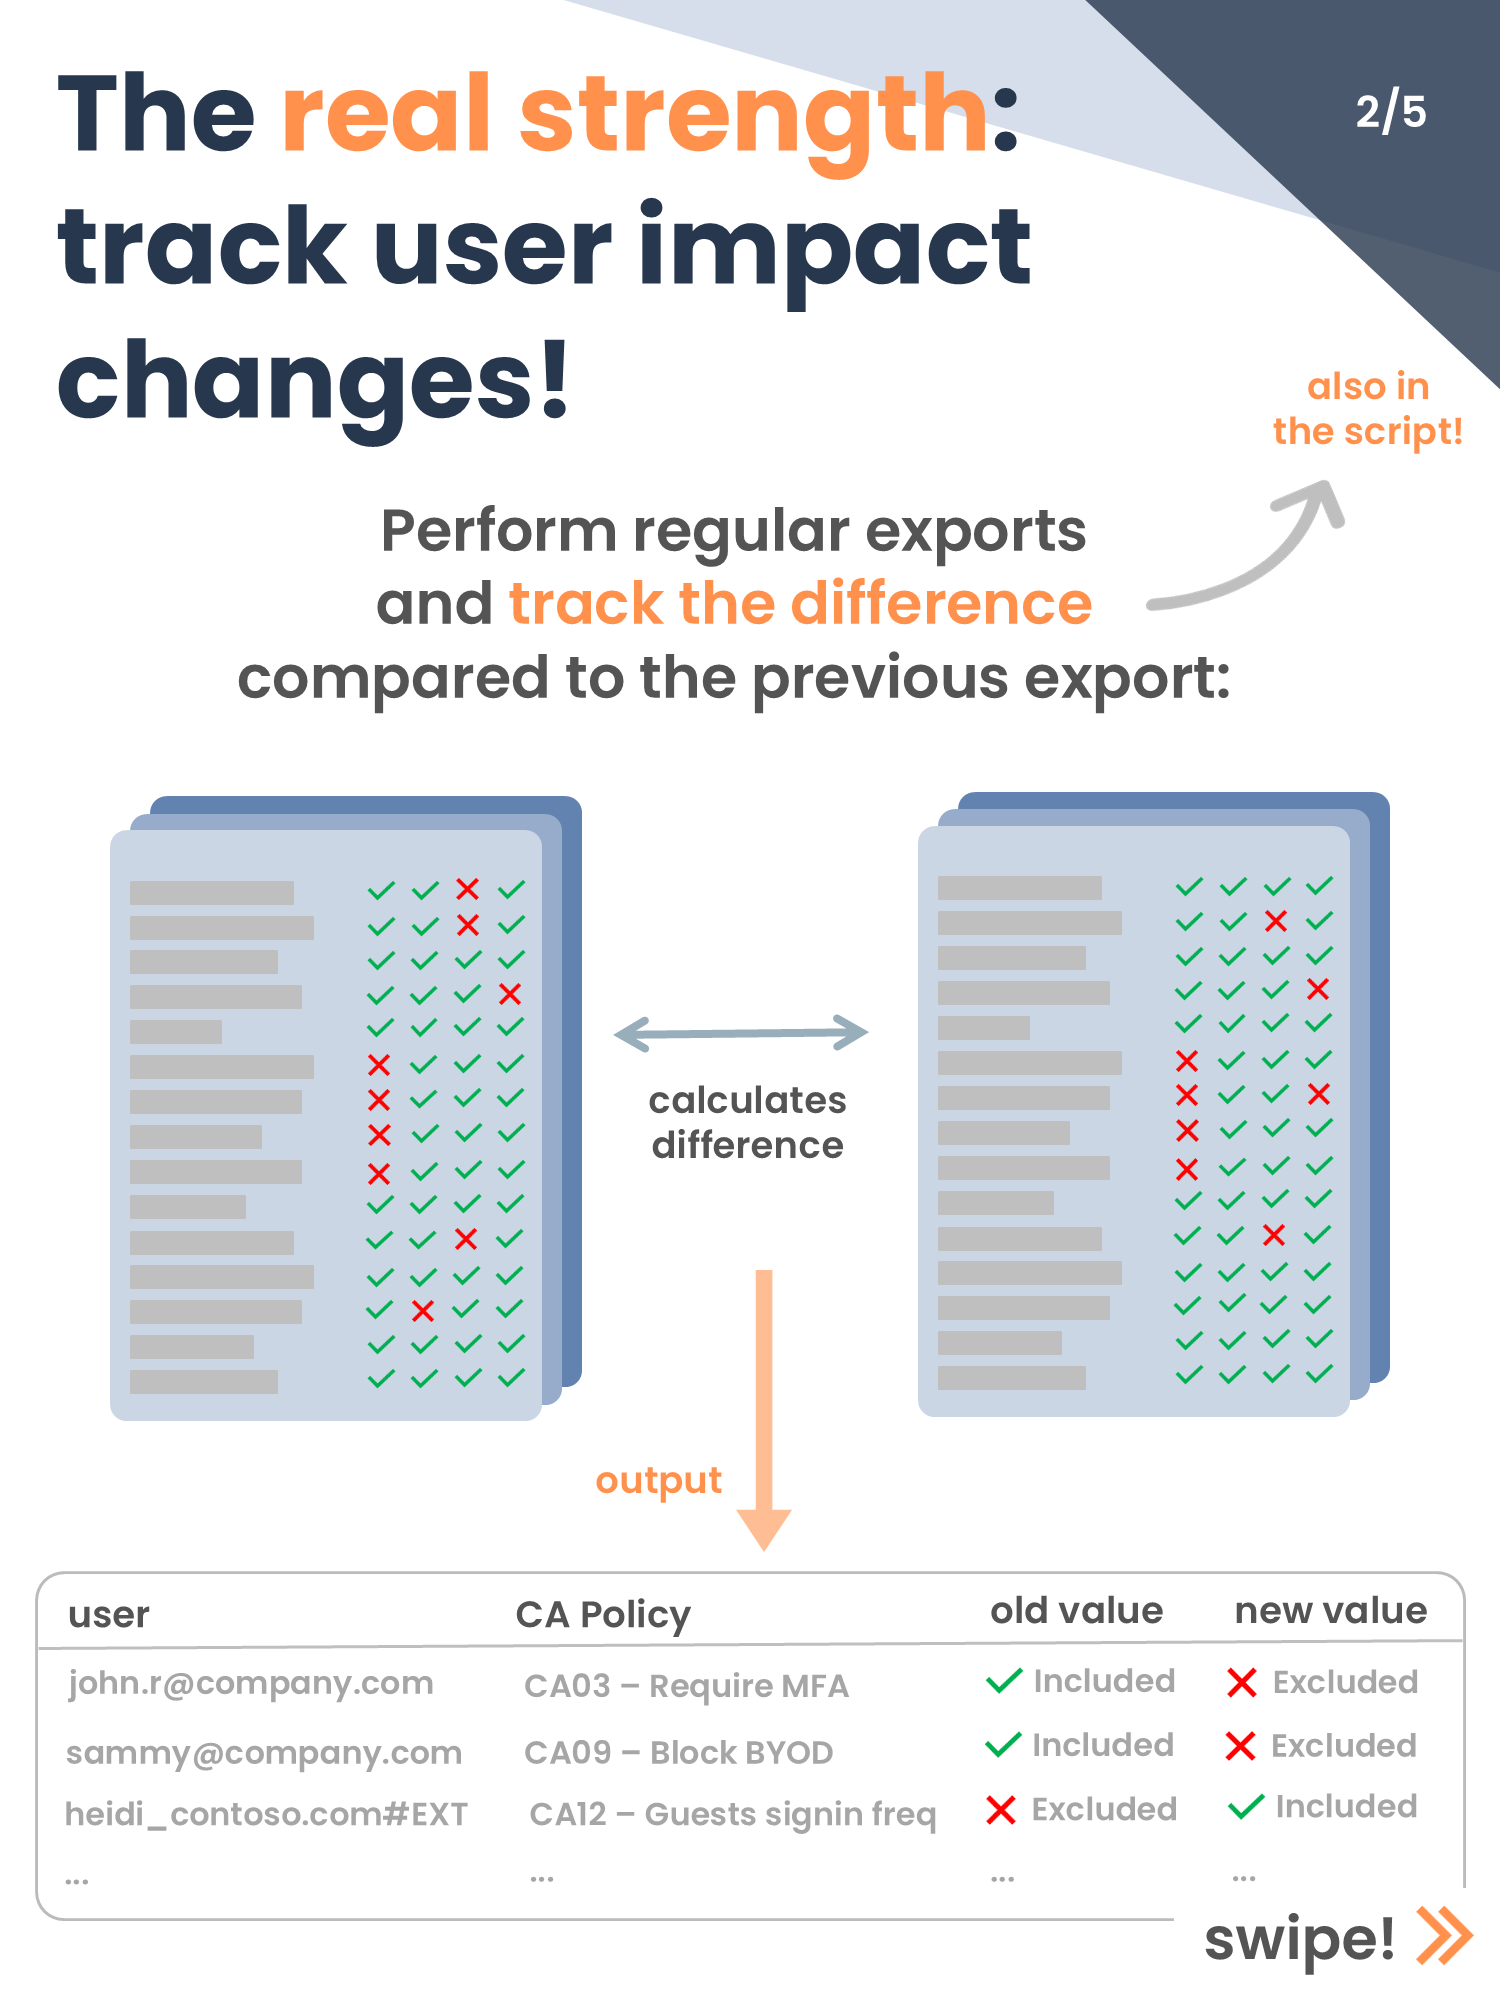 The real strength:
track user impact
changes!
2/5
also in
the script!
Perform regular exports
and track the difference
compared to the previous export:
calculates
difference
output
user CA Policy old value new value
john.r@company.com CA03 – Require MFA Included Excluded
sammy@company.com CA09 – Block BYOD Included Excluded
heidi_contoso.com#EXT CA12 – Guests signin freq Excluded Included
... ... ... ...
swipe!